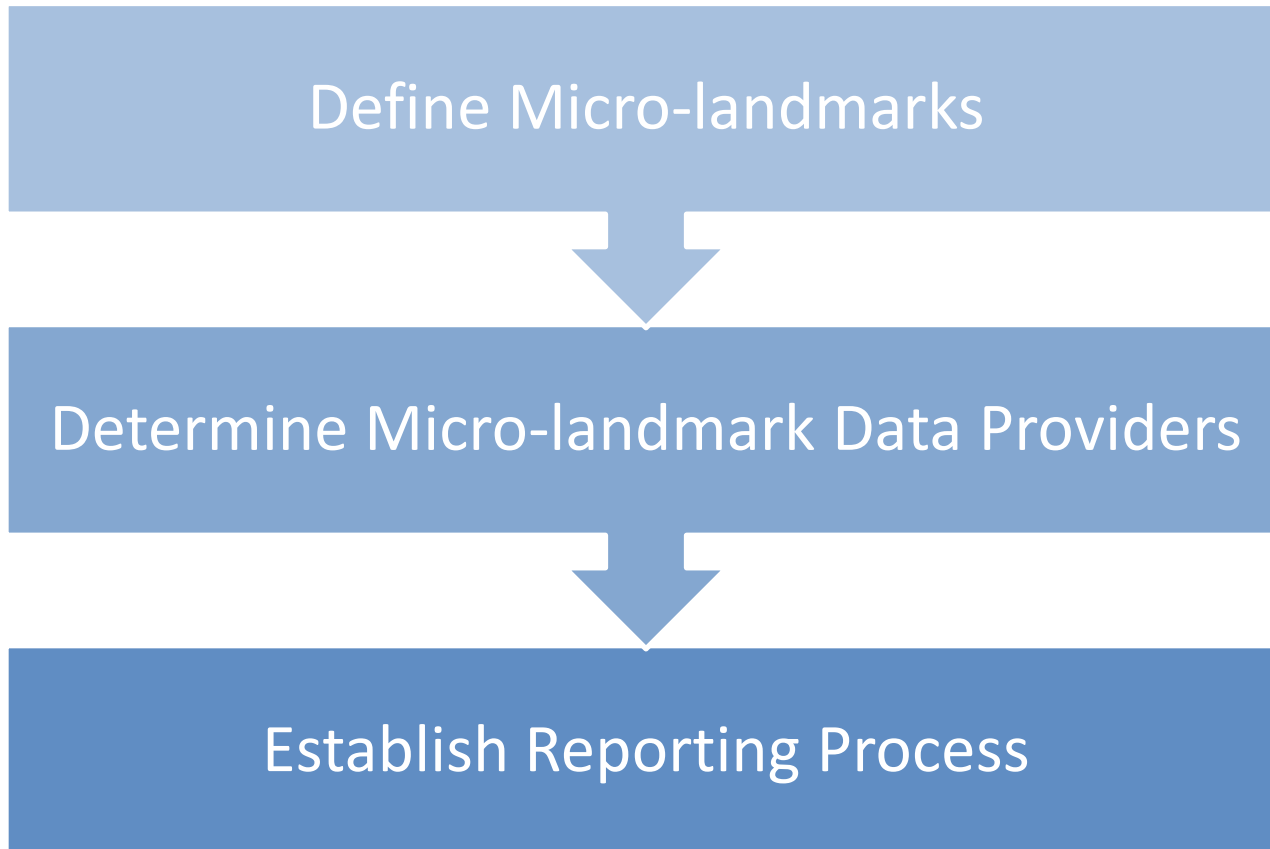 Define Micro-landmarks
Determine Micro-landmark Data Providers
Establish Reporting Process